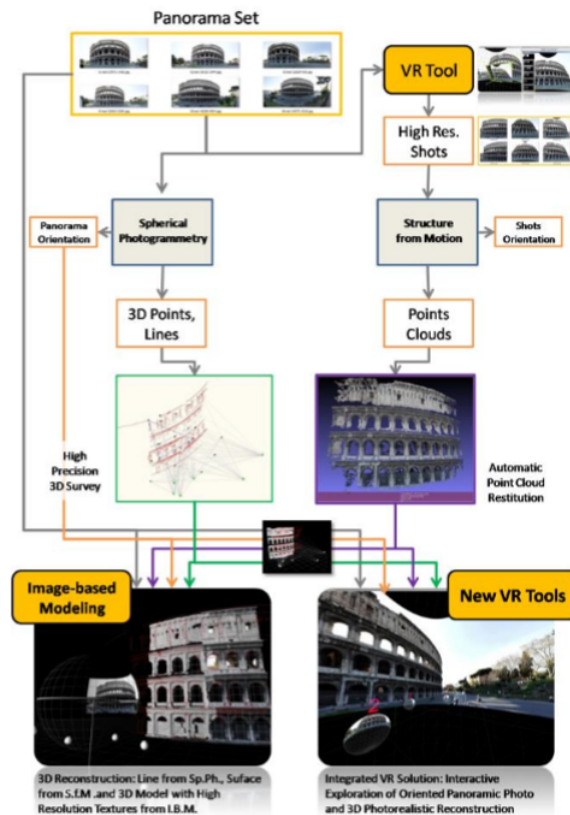 Panorama Set
VR Tool
High Res.
Shots
Panorama
Orientation
Spherical
Photogrammetry
Structure
from Motion
Shots
Orientation
3D Points,
Lines
Points
Clouds
High
Precision
3D Survey
Automatic
Point Cloud
Restitution
Image-based
Modeling
New VR Tools
2
3D Reconstruction: Line from Sp.Ph., Suface
from S.f.M .and 3D Model with High
Resolution Textures from I.B.M.
Integrated VR Solution: Interactive
Exploration of Oriented Panoramic Photo
and 3D Photorealistic Reconstruction